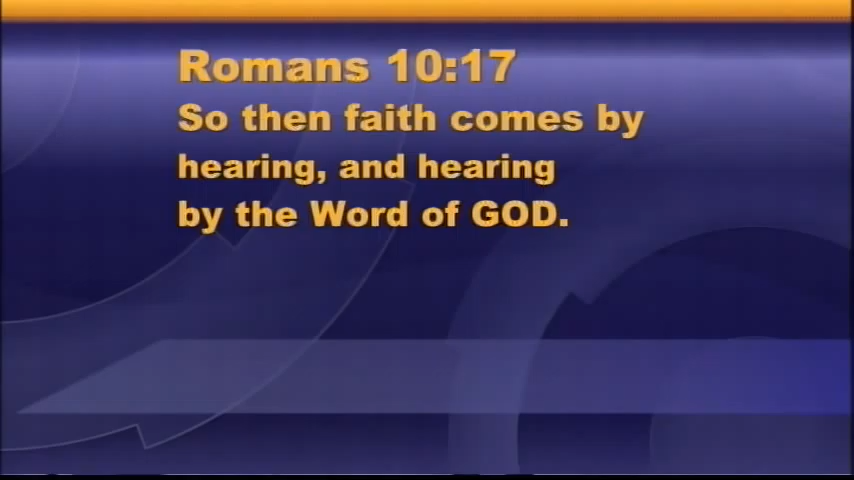 Romans 10:17
So then faith comes by
hearing, and hearing
by the Word of GOD.